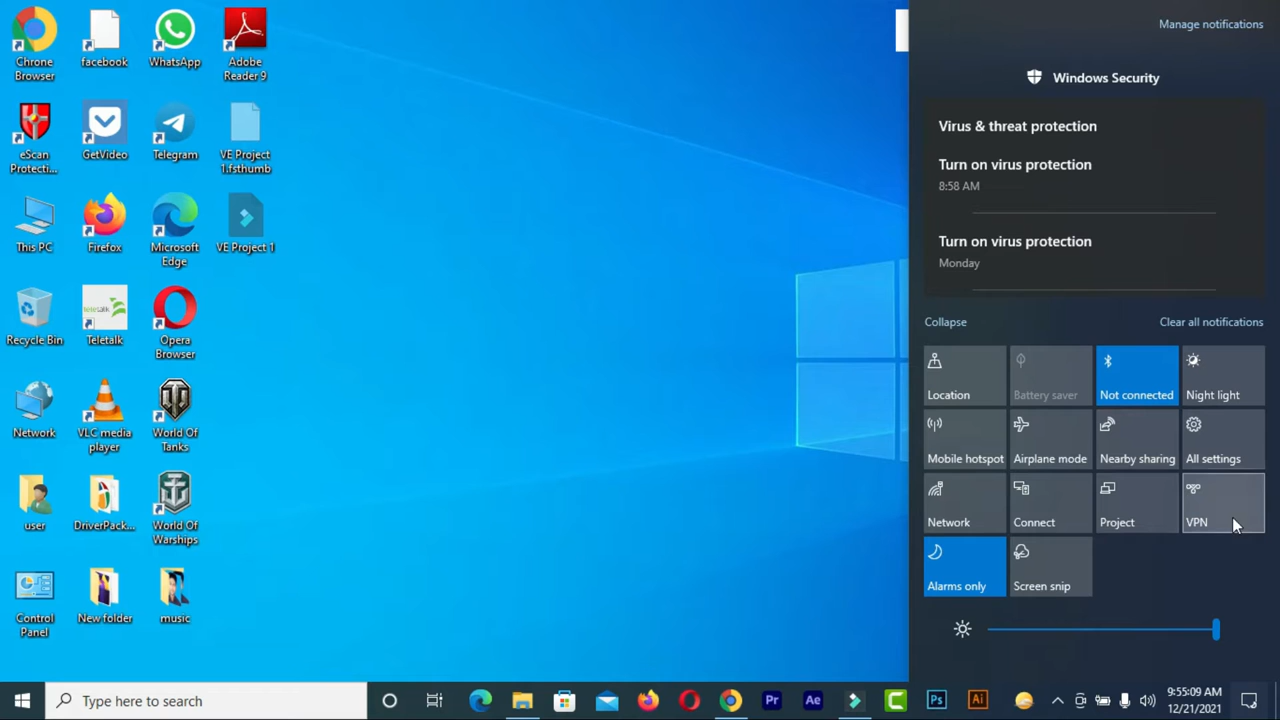 Chrome
Browser
facebook
WhatsApp
Adobe
Reader 9
eScan
Protecti...
GetVideo
Telegram
VE Project
1.fsthumb
This PC
Firefox
Microsoft
Edge
VE Project 1
Recycle Bin
teletalk
Teletalk
Opera
Browser
Network
VLC media
player
World Of
Tanks
user
DriverPack...
World Of
Warships
Control
Panel
New folder
music
Manage notifications
Windows Security
Virus & threat protection
Turn on virus protection
8:58 AM
Turn on virus protection
Monday
Collapse
Clear all notifications
Location
Battery saver
Not connected
Night light
Mobile hotspot
Airplane mode
Nearby sharing
All settings
Network
Connect
Project
VPN
Alarms only
Screen snip
Type here to search
Pr
Ae
Ps
Ai
9:55:09 AM
12/21/2021